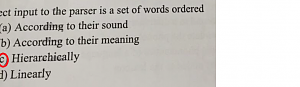 ect input to the parser is a set of words ordered
(a) According to their sound
b) According to their meaning
c) Hierarchically
d) Linearly